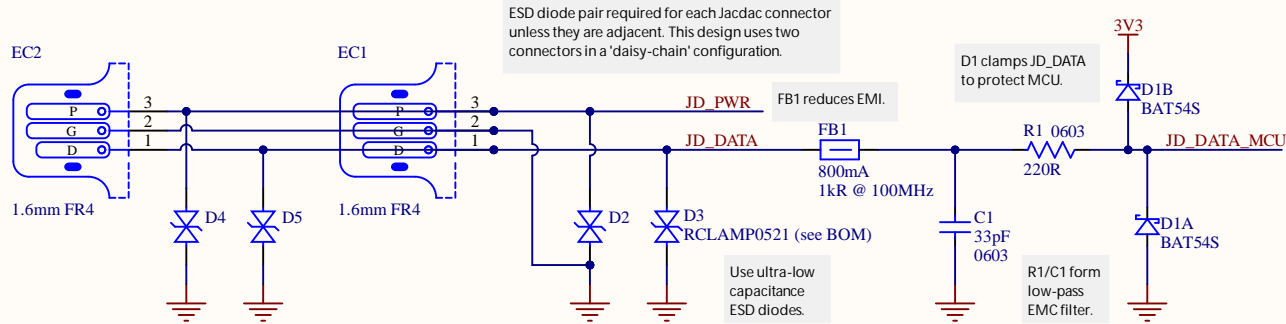 ESD diode pair required for each Jacdac connector
unless they are adjacent. This design uses two
connectors in a 'daisy-chain' configuration.
EC2
P
G
D
3
2
1
1.6mm FR4
D4
D5
EC1
P
G
D
3
2
1
1.6mm FR4
JD_PWR
JD_DATA
D2
D3
RCLAMP0521 (see BOM)
Use ultra-low
capacitance
ESD diodes.
FB1 reduces EMI.
FB1
800mA
1kR @ 100MHz
C1
33pF
0603
D1 clamps JD_DATA
to protect MCU.
R1 0603
220R
R1/C1 form
low-pass
EMC filter.
3V3
D1B
BAT54S
JD_DATA_MCU
D1A
BAT54S